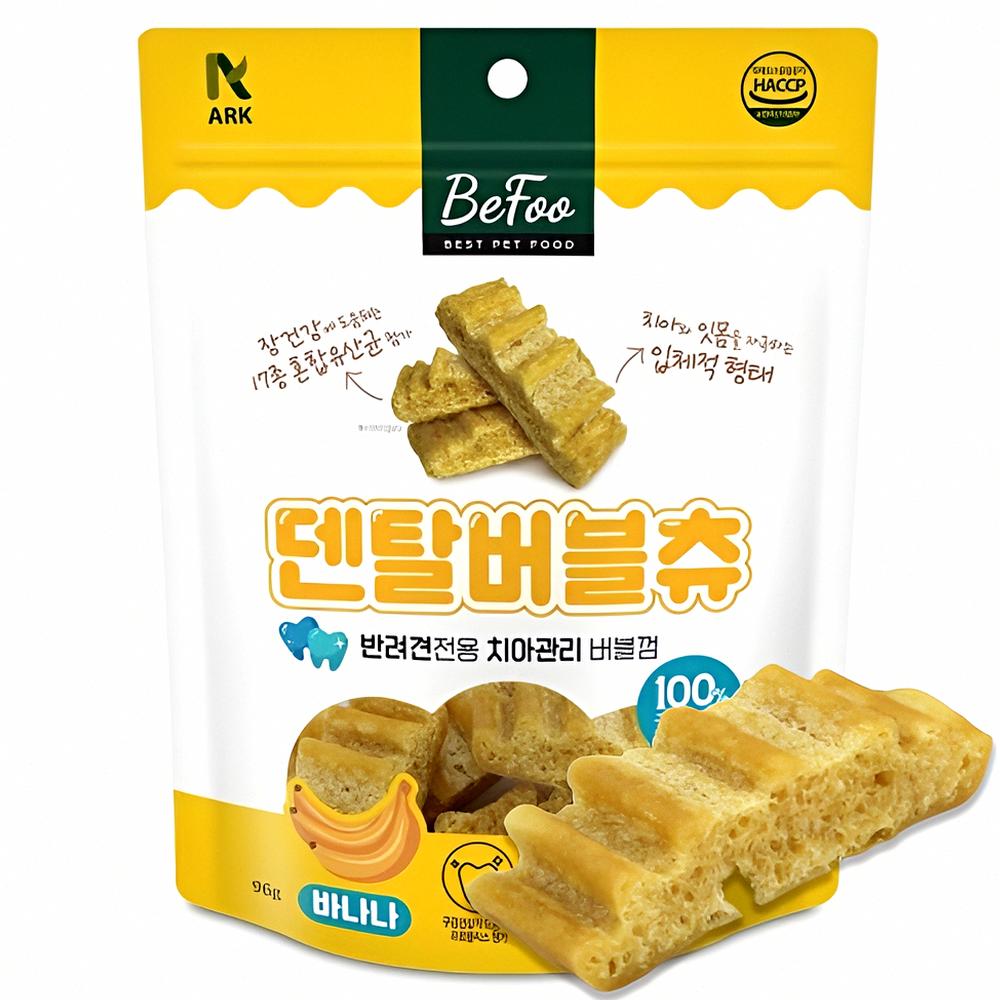 ARK
HACCP
BeFoo
BEST PET FOOD
장건강에 도움되는
17종 혼합유산균 첨가
치아와 잇몸을 자극하는
입체적 형태
덴탈버블츄
반려견전용 치아관리 버블껌
100%
96g
바나나